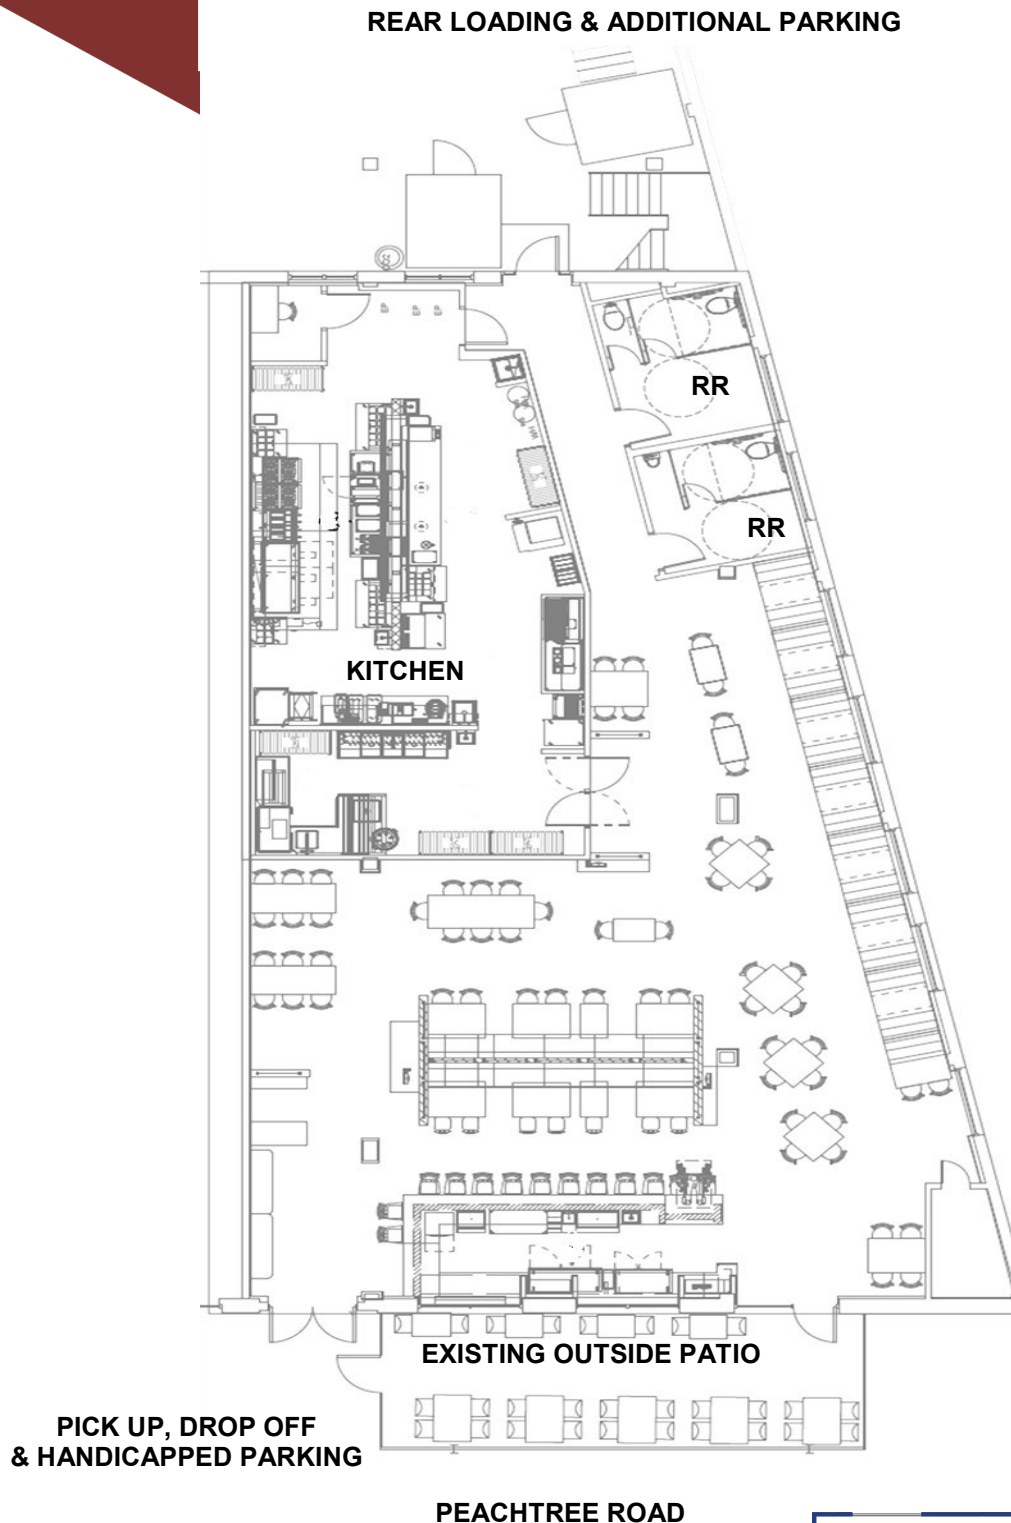 REAR LOADING & ADDITIONAL PARKING
RR
RR
KITCHEN
EXISTING OUTSIDE PATIO
PICK UP, DROP OFF
& HANDICAPPED PARKING
PEACHTREE ROAD